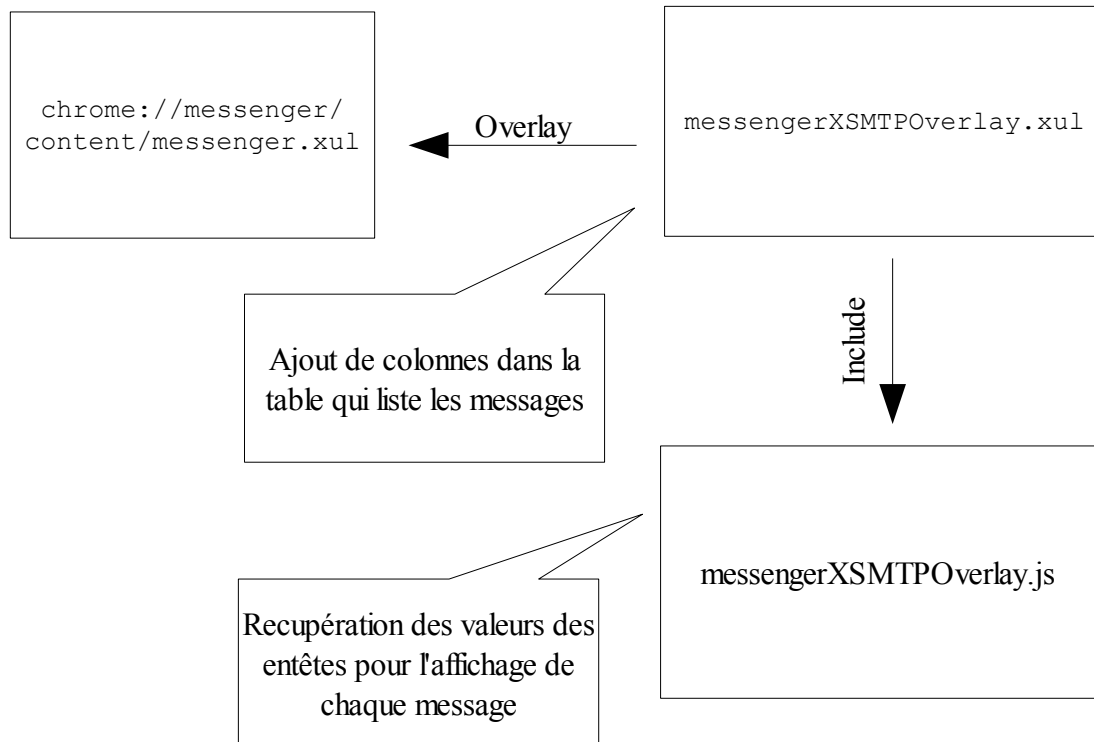 chrome://messenger/
content/messenger.xul
Overlay
messengerXSMTPOverlay.xul
Include
Ajout de colonnes dans la
table qui liste les messages
messengerXSMTPOverlay.js
Recupération des valeurs des
entêtes pour l'affichage de
chaque message